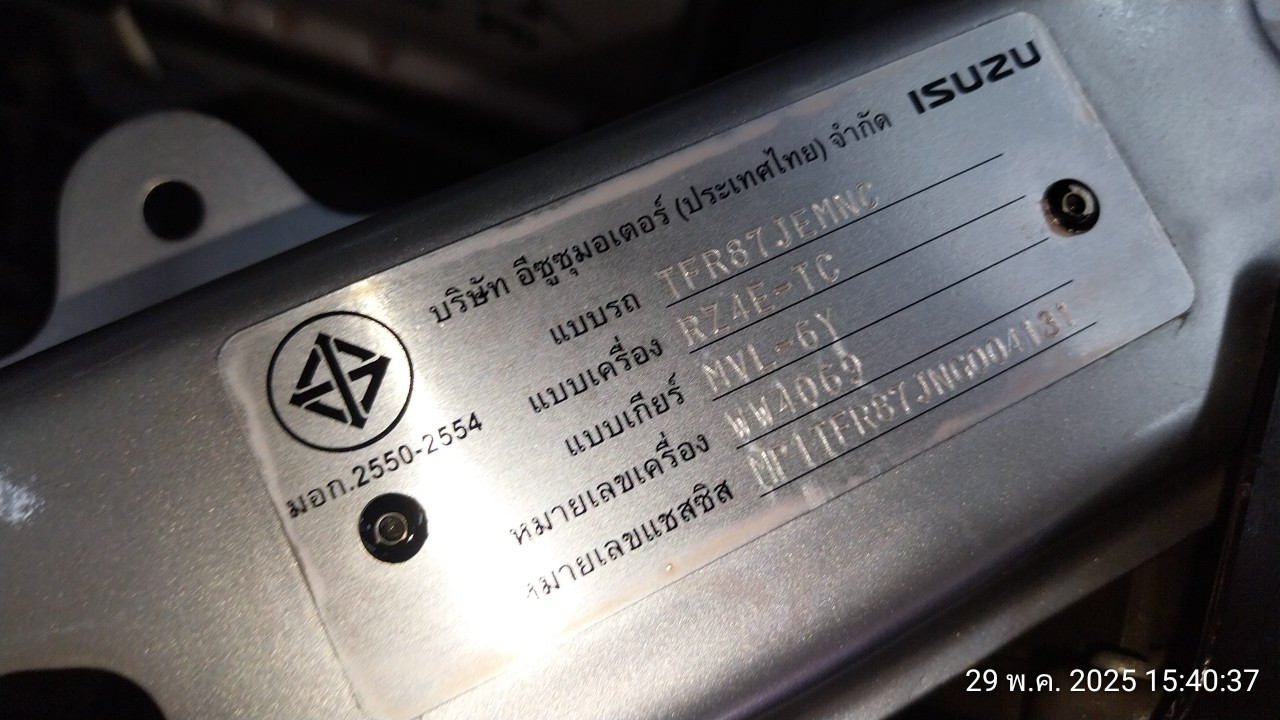 ISUZU
บริษัท อีซูซุมอเตอร์ (ประเทศไทย) จำกัด
แบบรถ TFR87JEMNC
แบบเครื่อง RZ4E-TC
แบบเกียร์ MVL-6Y
หมายเลขเครื่อง WW4069
หมายเลขแชสซิส MP1TFR87JNG004131
มอก.2550-2554
29 พ.ค. 2025 15:40:37